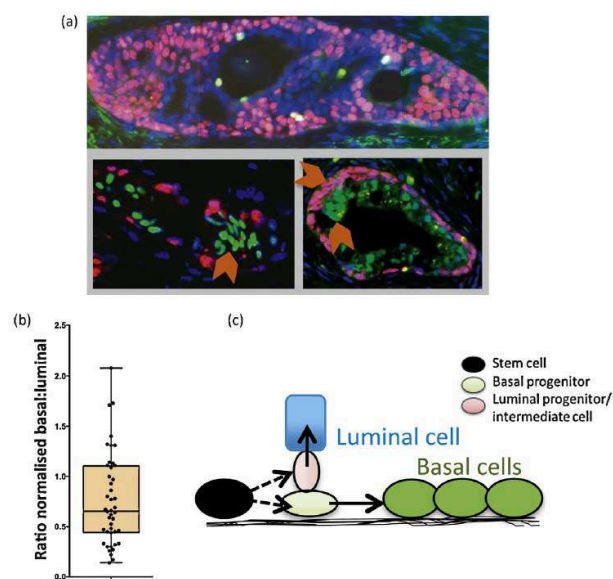 (a)
(b)
Ratio normalised basal:luminal
2.5
2.0
1.5
1.0
0.5
0.0
(c)
Stem cell
Basal progenitor
Luminal progenitor/
intermediate cell
Luminal cell
Basal cells